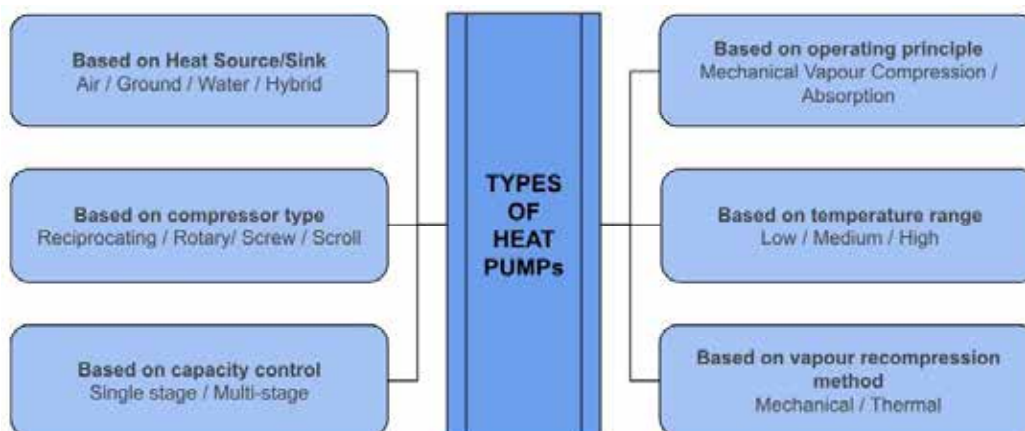 Based on Heat Source/Sink
Air / Ground / Water / Hybrid
Based on compressor type
Reciprocating / Rotary/ Screw / Scroll
Based on capacity control
Single stage / Multi-stage
TYPES
OF
HEAT
PUMPs
Based on operating principle
Mechanical Vapour Compression /
Absorption
Based on temperature range
Low / Medium / High
Based on vapour recompression
method
Mechanical / Thermal